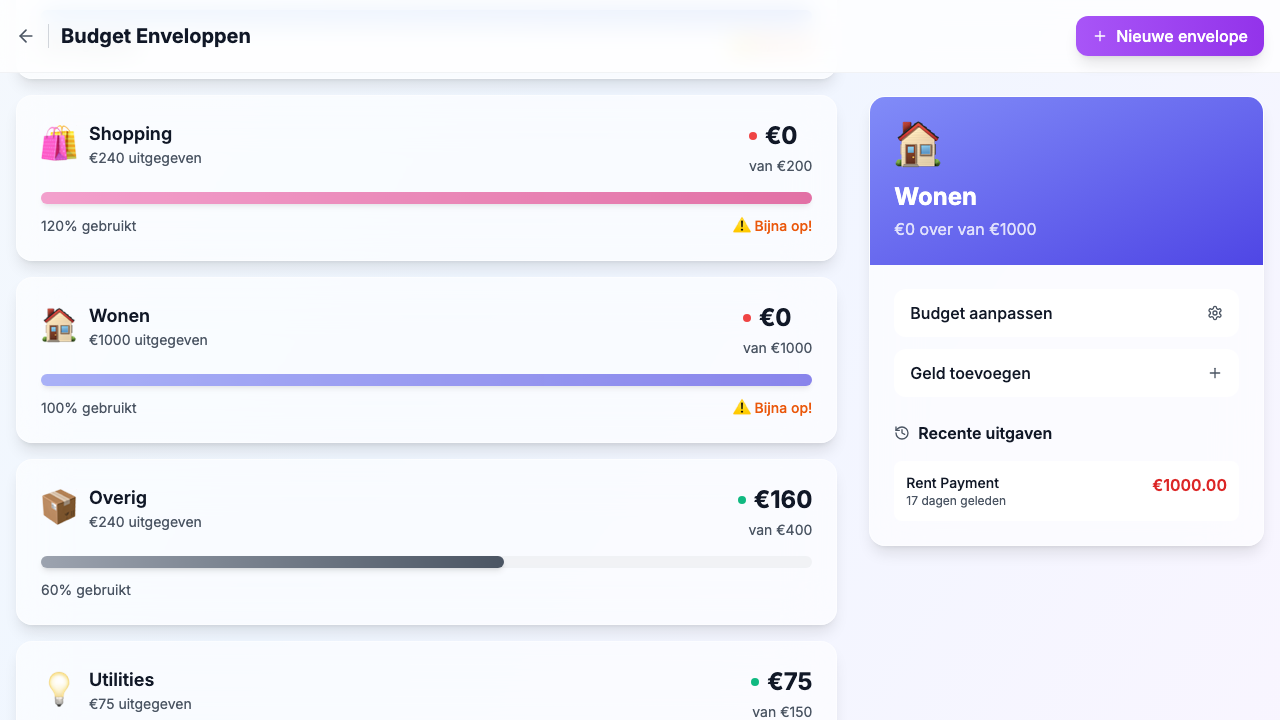 Budget Enveloppen
Nieuwe envelope
Shopping
€240 uitgegeven
€0
van €200
120% gebruikt
Bijna op!
Wonen
€1000 uitgegeven
€0
van €1000
100% gebruikt
Bijna op!
Overig
€240 uitgegeven
€160
van €400
60% gebruikt
Utilities
€75 uitgegeven
€75
van €150
Wonen
€0 over van €1000
Budget aanpassen
Geld toevoegen
Recente uitgaven
Rent Payment
€1000.00
17 dagen geleden